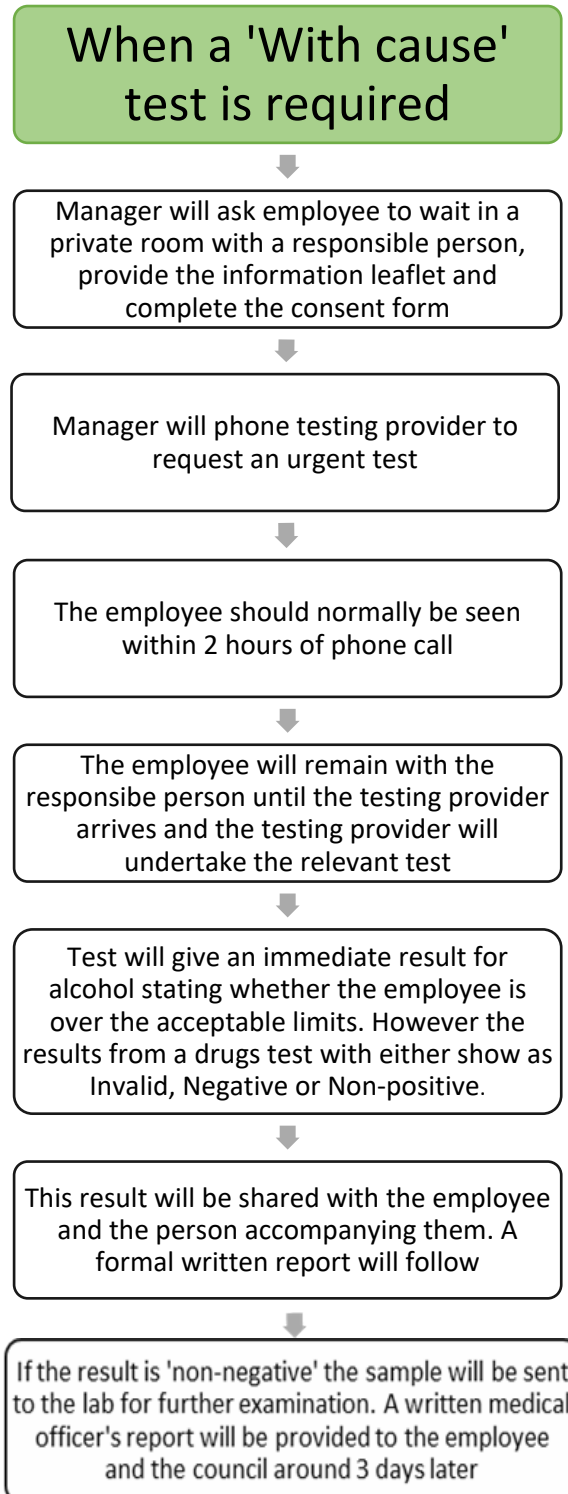 When a 'With cause'
test is required
Manager will ask employee to wait in a
private room with a responsible person,
provide the information leaflet and
complete the consent form
Manager will phone testing provider to
request an urgent test
The employee should normally be seen
within 2 hours of phone call
The employee will remain with the
responsibe person until the testing provider
arrives and the testing provider will
undertake the relevant test
Test will give an immediate result for
alcohol stating whether the employee is
over the acceptable limits. However the
results from a drugs test with either show as
Invalid, Negative or Non-positive.
This result will be shared with the employee
and the person accompanying them. A
formal written report will follow
If the result is 'non-negative' the sample will be sent
to the lab for further examination. A written medical
officer's report will be provided to the employee
and the council around 3 days later